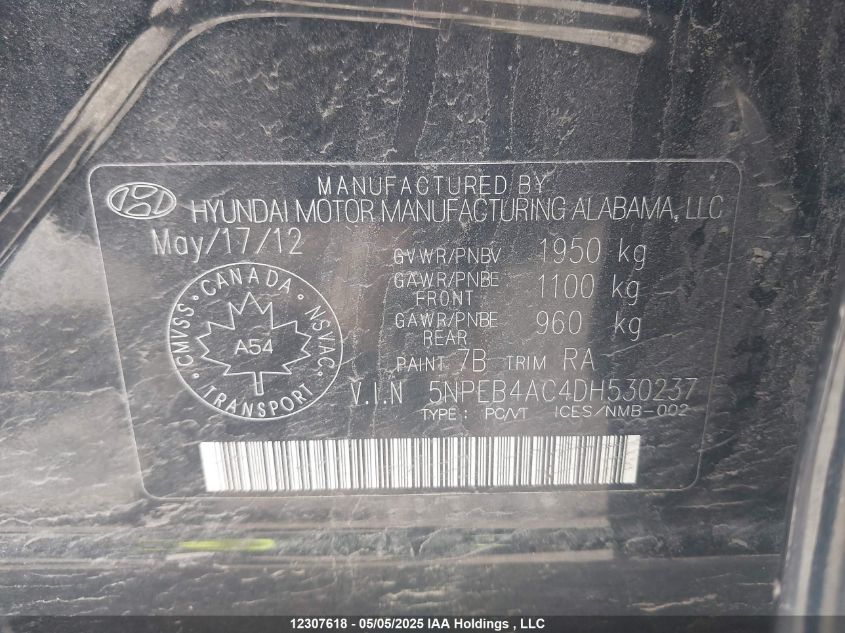 MANUFACTURED BY
HYUNDAI MOTOR MANUFACTURING ALABAMA, LLC
May/17/12
GVWR/PNBV 1950 kg
GAWR/PNBE FRONT 1100 kg
GAWR/PNBE REAR 960 kg
PAINT 7B TRIM RA
V.I.N 5NPEB4AC4DH530237
TYPE : PC/VT ICES/NMB-002
CANADA
CMVSS · NSVAC
A54
TRANSPORT
12307618 - 05/05/2025 IAA Holdings , LLC